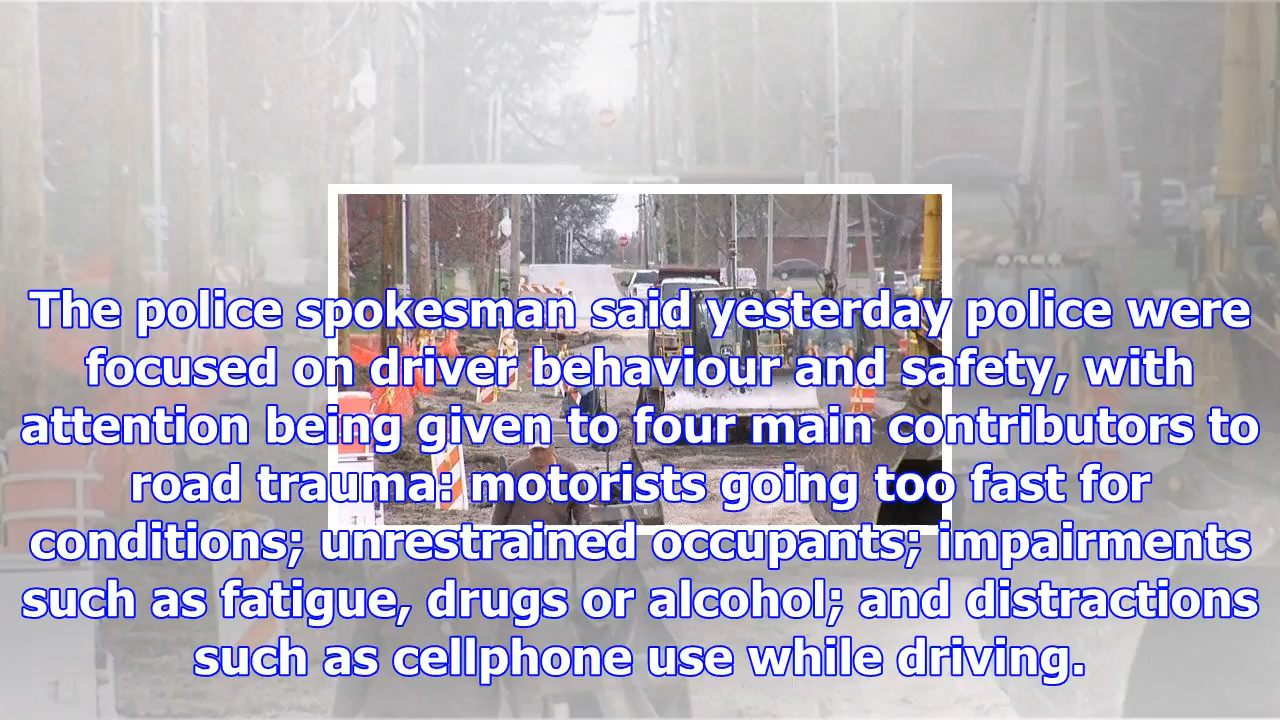 The police spokesman said yesterday police were
focused on driver behaviour and safety, with
attention being given to four main contributors to
road trauma: motorists going too fast for
conditions; unrestrained occupants; impairments
such as fatigue, drugs or alcohol; and distractions
such as cellphone use while driving.